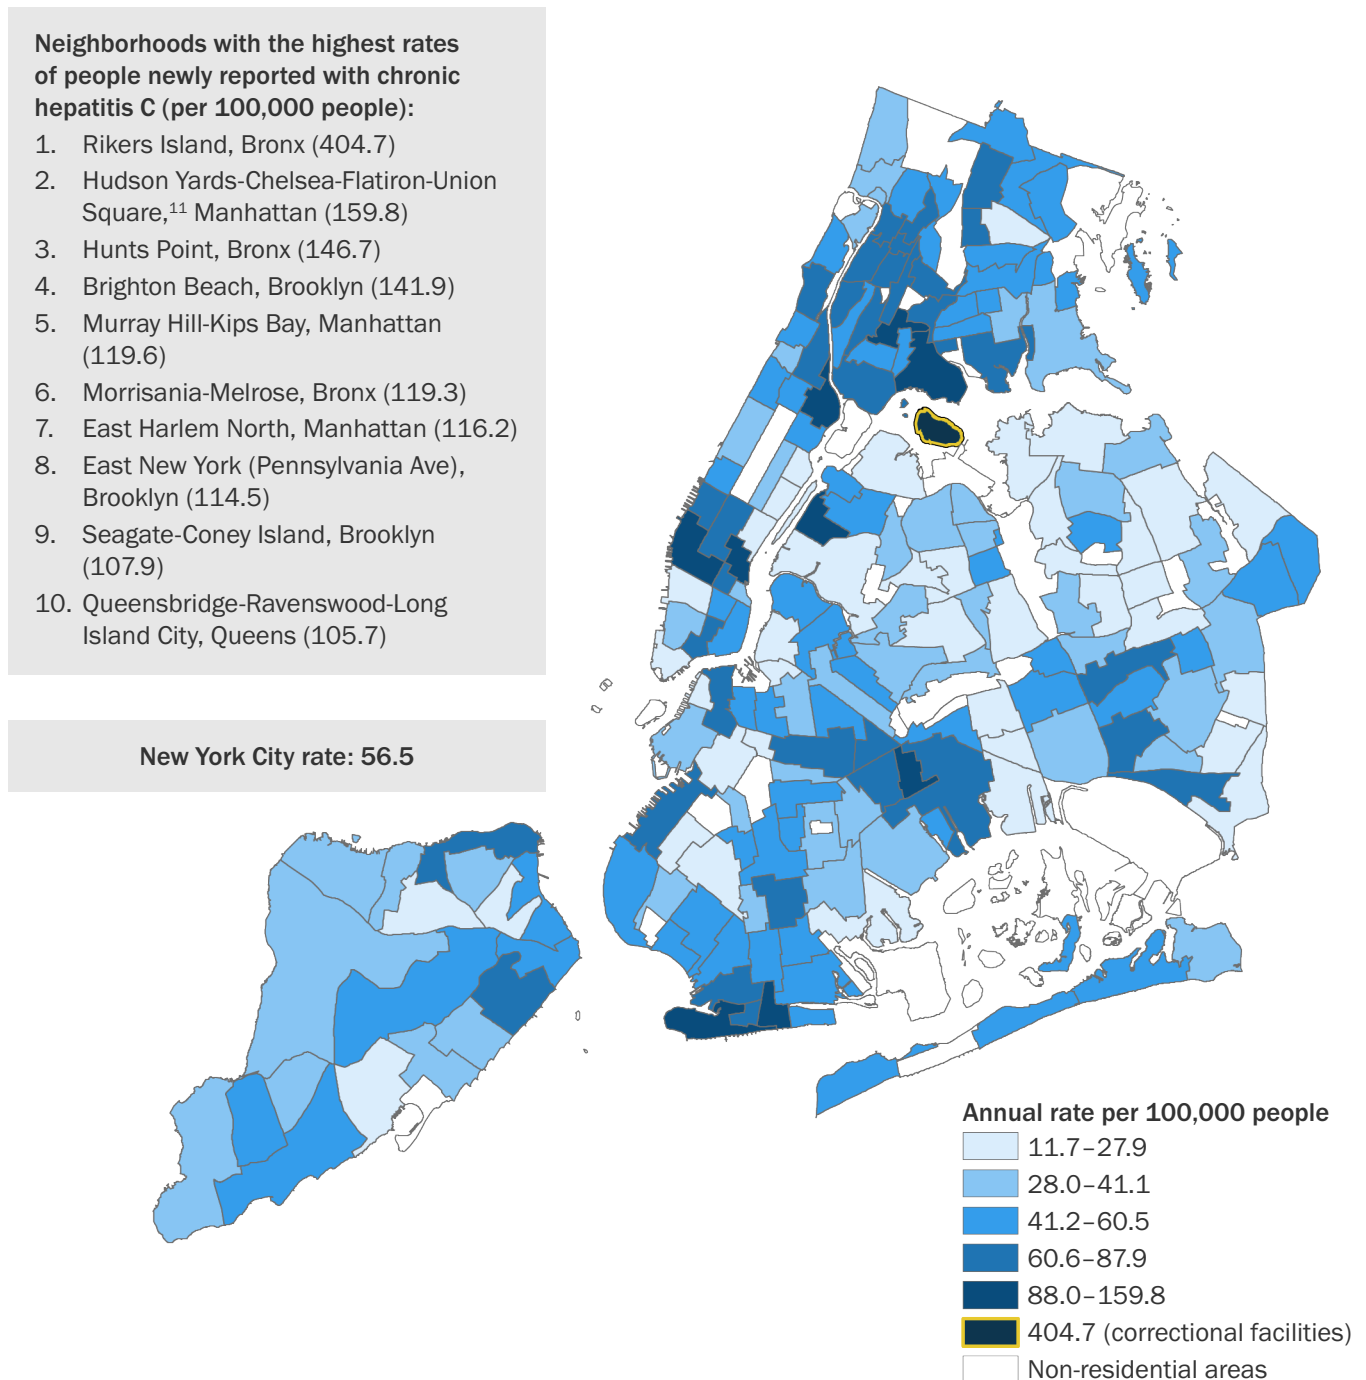 Neighborhoods with the highest rates
of people newly reported with chronic
hepatitis C (per 100,000 people):
1. Rikers Island, Bronx (404.7)
2. Hudson Yards-Chelsea-Flatiron-Union
Square,¹¹ Manhattan (159.8)
3. Hunts Point, Bronx (146.7)
4. Brighton Beach, Brooklyn (141.9)
5. Murray Hill-Kips Bay, Manhattan
(119.6)
6. Morrisania-Melrose, Bronx (119.3)
7. East Harlem North, Manhattan (116.2)
8. East New York (Pennsylvania Ave),
Brooklyn (114.5)
9. Seagate-Coney Island, Brooklyn
(107.9)
10. Queensbridge-Ravenswood-Long
Island City, Queens (105.7)
New York City rate: 56.5
Annual rate per 100,000 people
11.7–27.9
28.0–41.1
41.2–60.5
60.6–87.9
88.0–159.8
404.7 (correctional facilities)
Non-residential areas